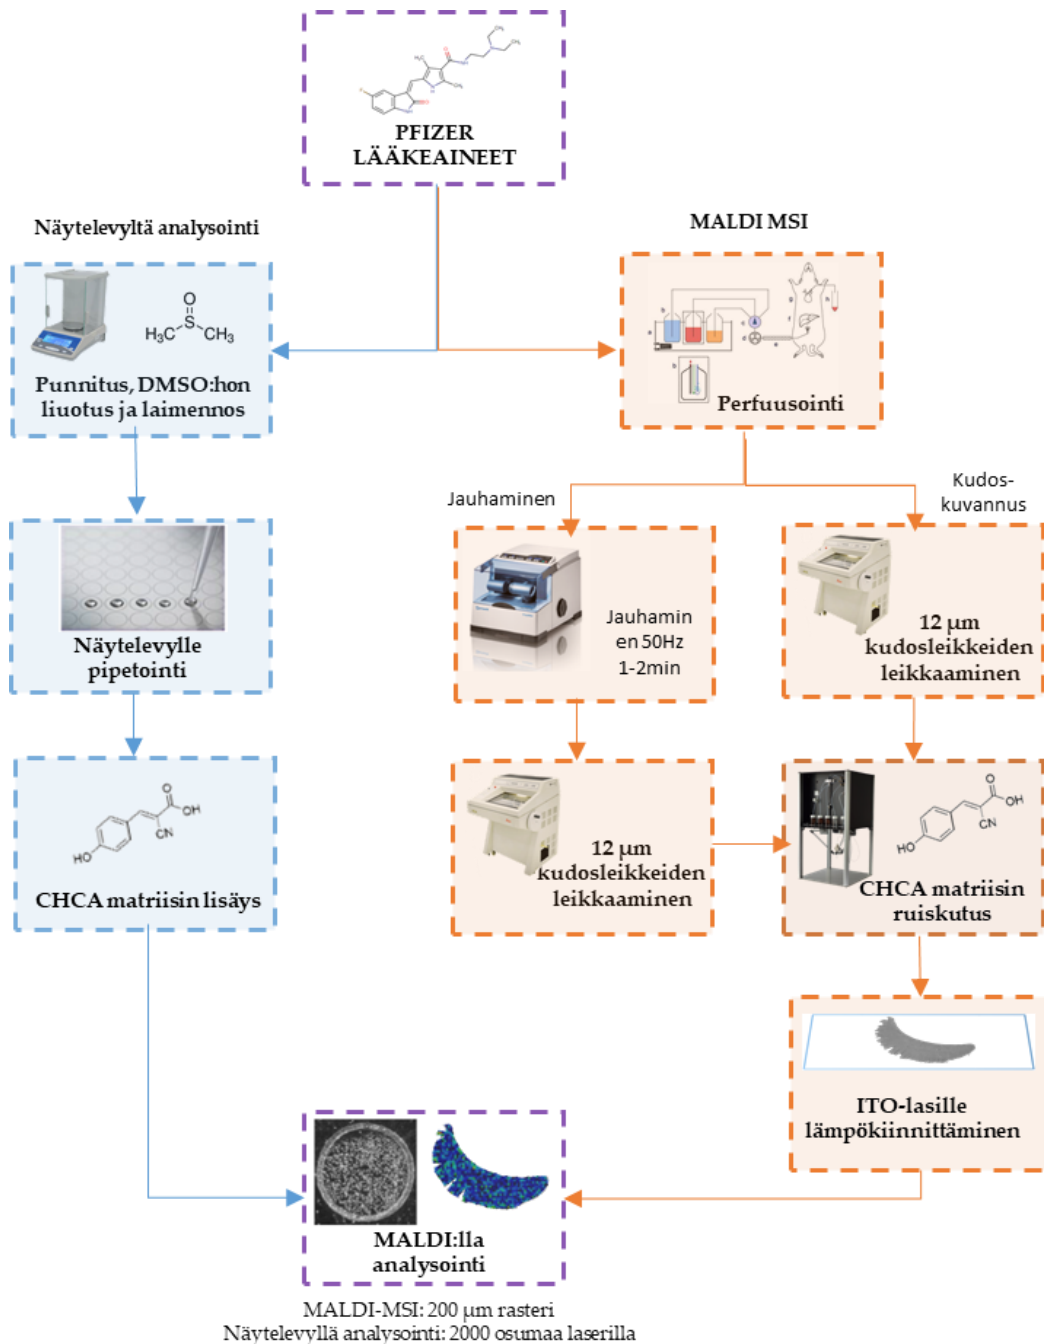 PFIZER
LÄÄKEAINEET
Näytelevyltä analysointi
MALDI MSI
O
S
H₃C
CH₃
Punnitus, DMSO:hon
liuotus ja laimennos
Perfuusointi
Jauhaminen
Kudos-
kuvannus
Näytelevylle
pipetointi
Jauhamin
en 50Hz
1-2min
12 µm
kudosleikkeiden
leikkaaminen
O
OH
CN
HO
CHCA matriisin lisäys
12 µm
kudosleikkeiden
leikkaaminen
O
OH
CN
HO
CHCA matriisin
ruiskutus
ITO-lasille
lämpökiinnittäminen
MALDI:lla
analysointi
MALDI-MSI: 200 µm rasteri
Näytelevyllä analysointi: 2000 osumaa laserilla